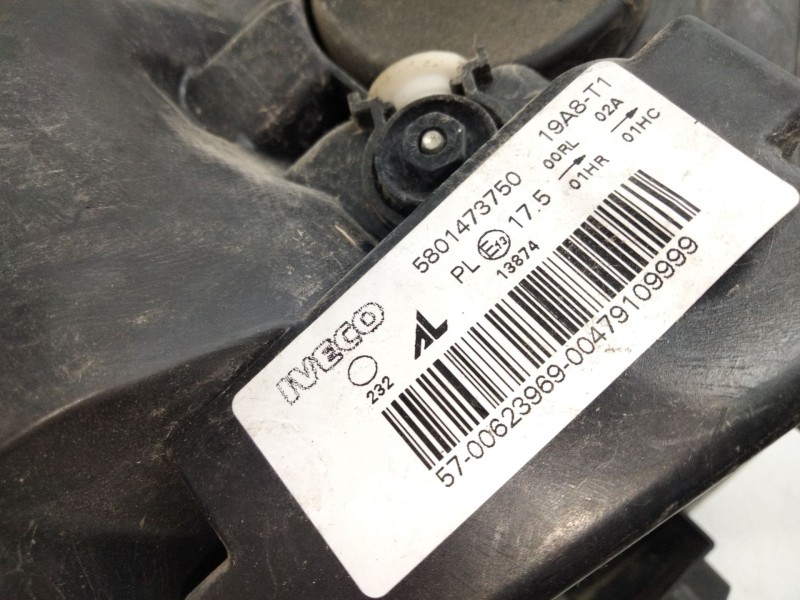 IVECO
5801473750
19A8-T1
PL E13 17.5
00RL 02A
01HR 01HC
13874
AL
232
57-00623969-00479109999